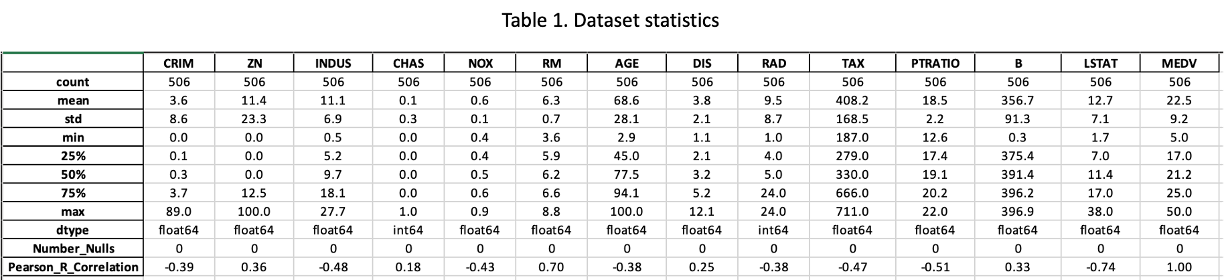 Table 1. Dataset statistics
CRIM ZN INDUS CHAS NOX RM AGE DIS RAD TAX PTRATIO B LSTAT MEDV
count 506 506 506 506 506 506 506 506 506 506 506 506 506 506
mean 3.6 11.4 11.1 0.1 0.6 6.3 68.6 3.8 9.5 408.2 18.5 356.7 12.7 22.5
std 8.6 23.3 6.9 0.3 0.1 0.7 28.1 2.1 8.7 168.5 2.2 91.3 7.1 9.2
min 0.0 0.0 0.5 0.0 0.4 3.6 2.9 1.1 1.0 187.0 12.6 0.3 1.7 5.0
25% 0.1 0.0 5.2 0.0 0.4 5.9 45.0 2.1 4.0 279.0 17.4 375.4 7.0 17.0
50% 0.3 0.0 9.7 0.0 0.5 6.2 77.5 3.2 5.0 330.0 19.1 391.4 11.4 21.2
75% 3.7 12.5 18.1 0.0 0.6 6.6 94.1 5.2 24.0 666.0 20.2 396.2 17.0 25.0
max 89.0 100.0 27.7 1.0 0.9 8.8 100.0 12.1 24.0 711.0 22.0 396.9 38.0 50.0
dtype float64 float64 float64 int64 float64 float64 float64 float64 int64 float64 float64 float64 float64 float64
Number_Nulls 0 0 0 0 0 0 0 0 0 0 0 0 0 0
Pearson_R_Correlation -0.39 0.36 -0.48 0.18 -0.43 0.70 -0.38 0.25 -0.38 -0.47 -0.51 0.33 -0.74 1.00